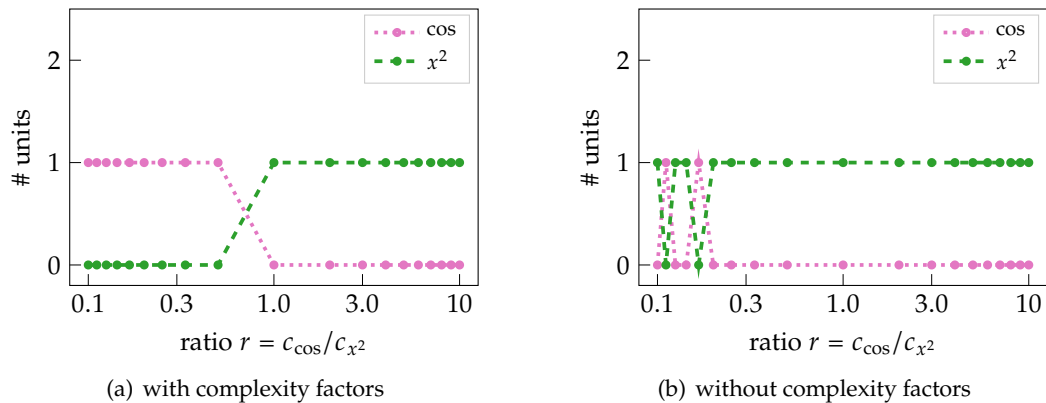 cos
x²
2
1
0
# units
0.1 0.3 1.0 3.0 10
ratio r = c_cos/c_x²
(a) with complexity factors
cos
x²
2
1
0
# units
0.1 0.3 1.0 3.0 10
ratio r = c_cos/c_x²
(b) without complexity factors